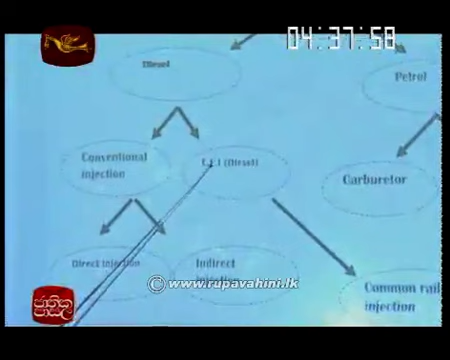 04:37:58
Diesel
Petrol
Conventional
injection
(Diesel)
Carburetor
Direct injection
Indirect
injection
© www.rupavahini.lk
Common rail
injection
ජාතික
පාසල